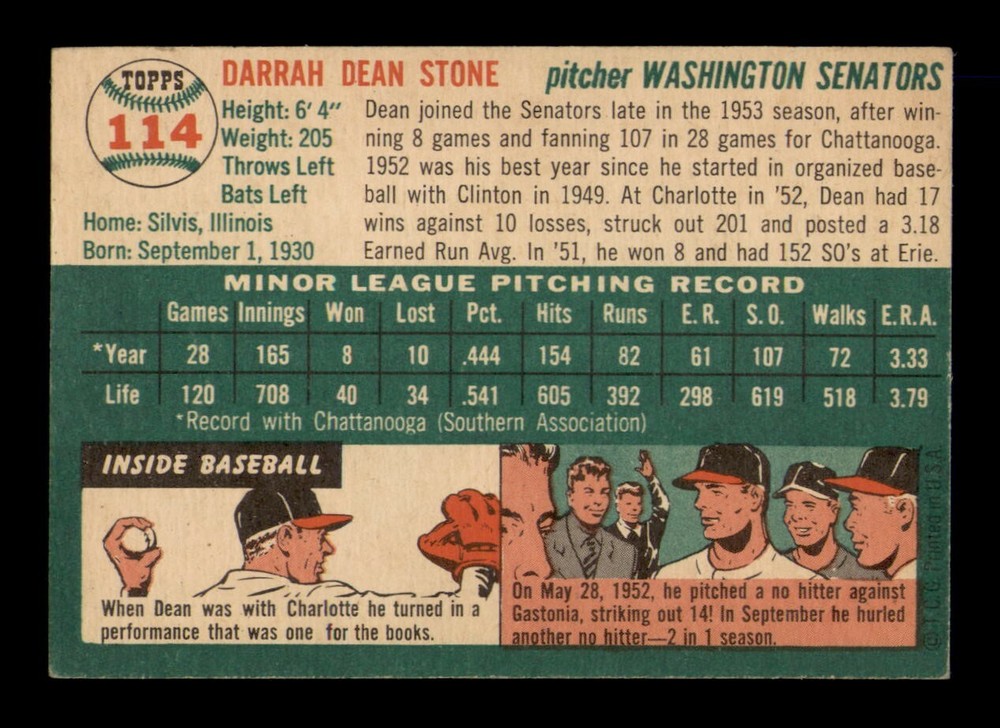 TOPPS
114
DARRAH DEAN STONE
pitcher WASHINGTON SENATORS
Height: 6' 4"
Weight: 205
Throws Left
Bats Left
Home: Silvis, Illinois
Born: September 1, 1930
Dean joined the Senators late in the 1953 season, after win-
ning 8 games and fanning 107 in 28 games for Chattanooga.
1952 was his best year since he started in organized base-
ball with Clinton in 1949. At Charlotte in '52, Dean had 17
wins against 10 losses, struck out 201 and posted a 3.18
Earned Run Avg. In '51, he won 8 and had 152 SO's at Erie.
MINOR LEAGUE PITCHING RECORD
Games Innings Won Lost Pct. Hits Runs E.R. S.O. Walks E.R.A.
*Year 28 165 8 10 .444 154 82 61 107 72 3.33
Life 120 708 40 34 .541 605 392 298 619 518 3.79
*Record with Chattanooga (Southern Association)
INSIDE BASEBALL
When Dean was with Charlotte he turned in a
performance that was one for the books.
On May 28, 1952, he pitched a no hitter against
Gastonia, striking out 14! In September he hurled
another no hitter—2 in 1 season.
© T.C.G. Printed in U.S.A.